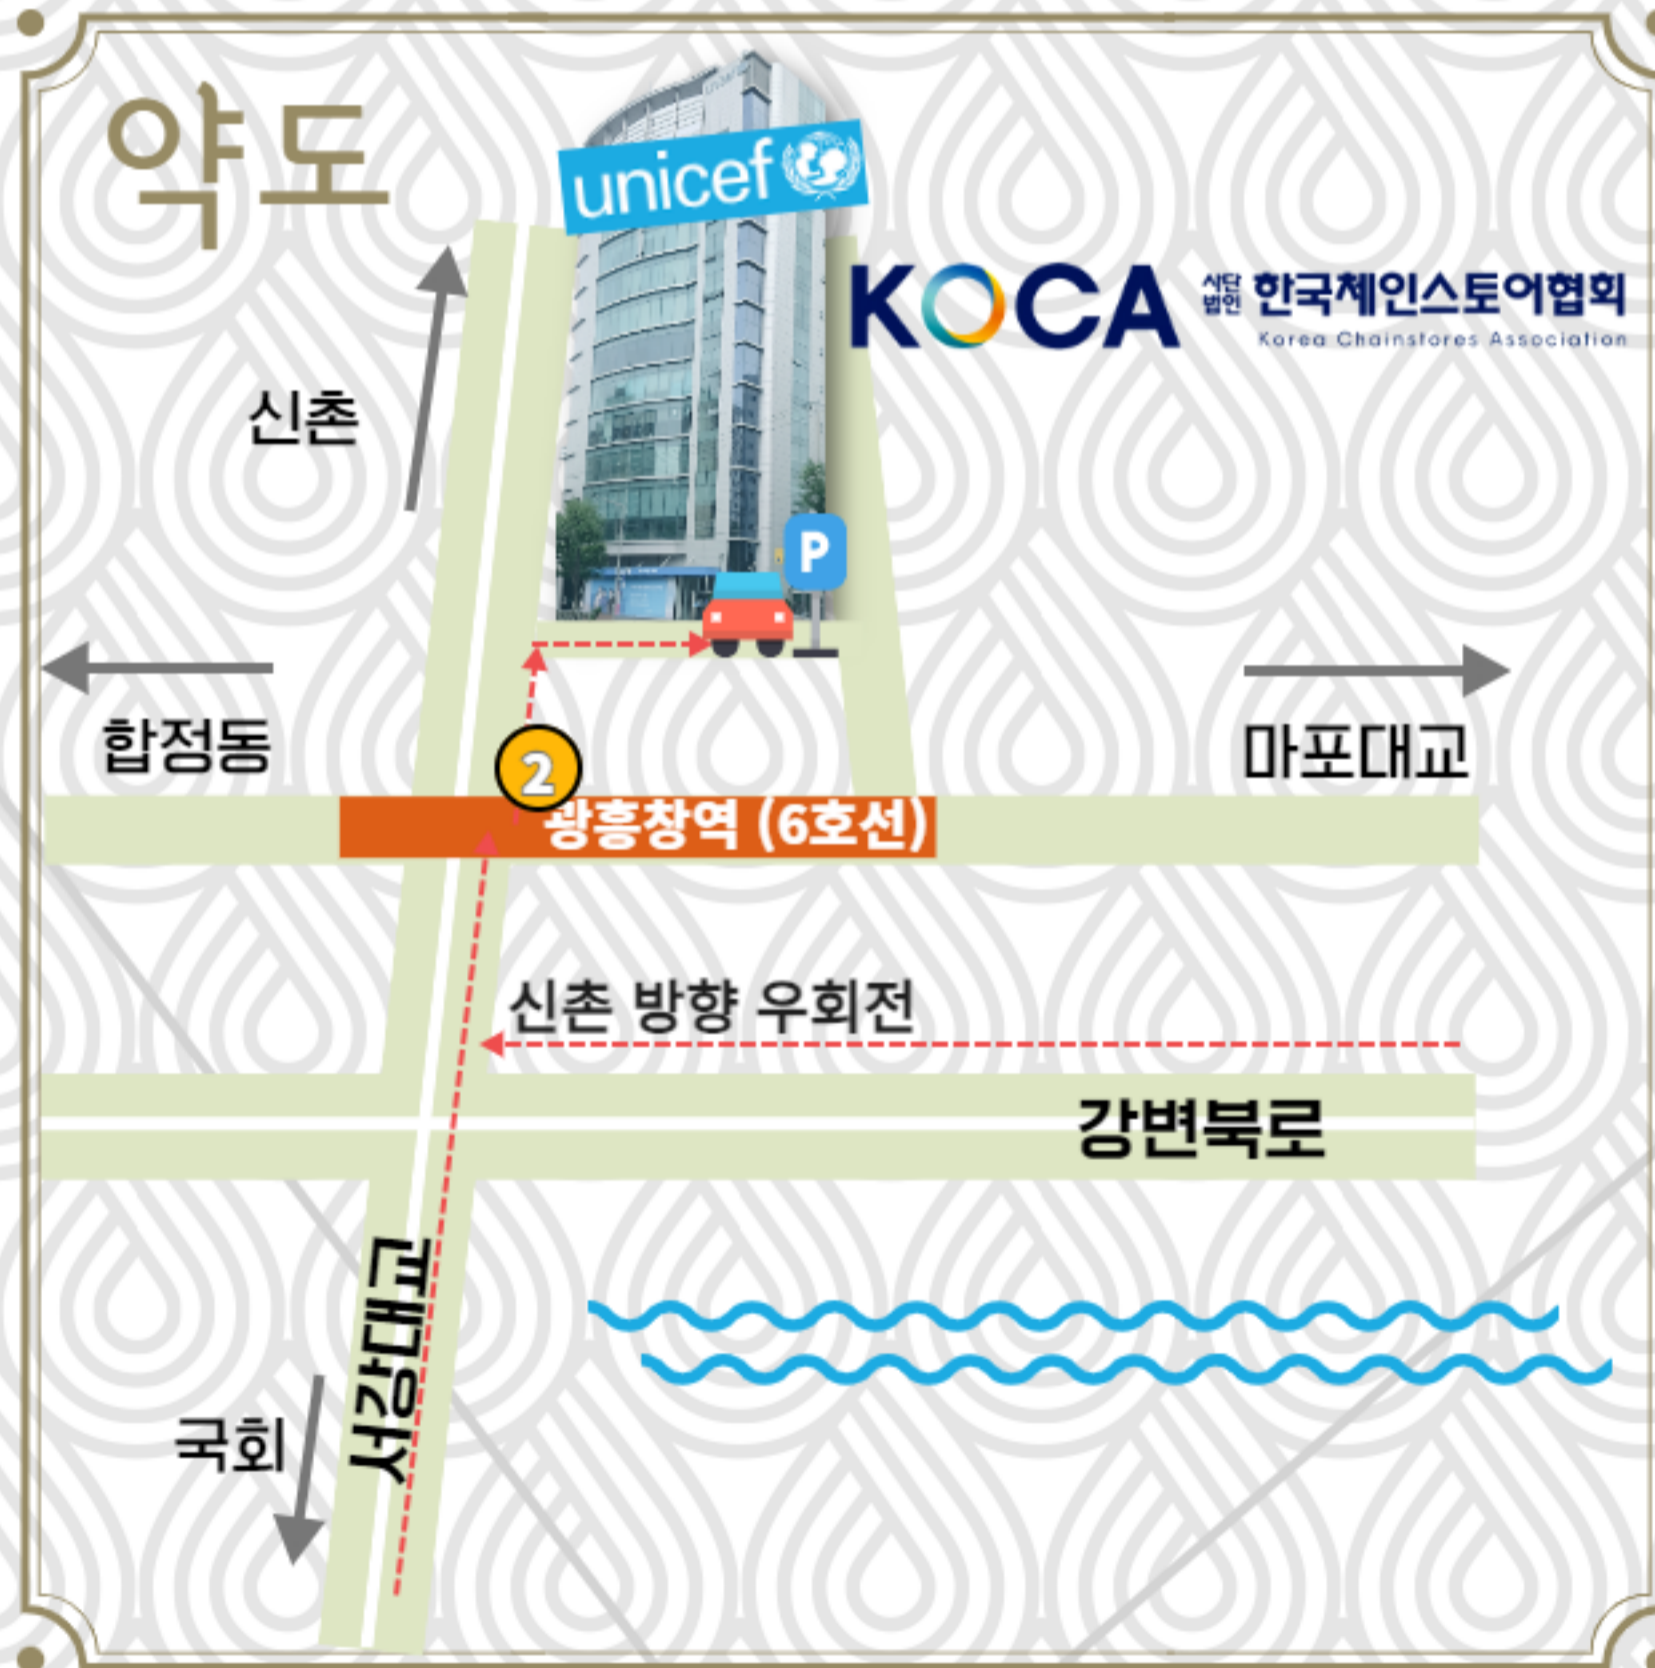 약도
unicef
KOCA 사단법인 한국체인스토어협회
Korea Chainstores Association
신촌
P
합정동
마포대교
2
광흥창역 (6호선)
신촌 방향 우회전
강변북로
서강대교
국회